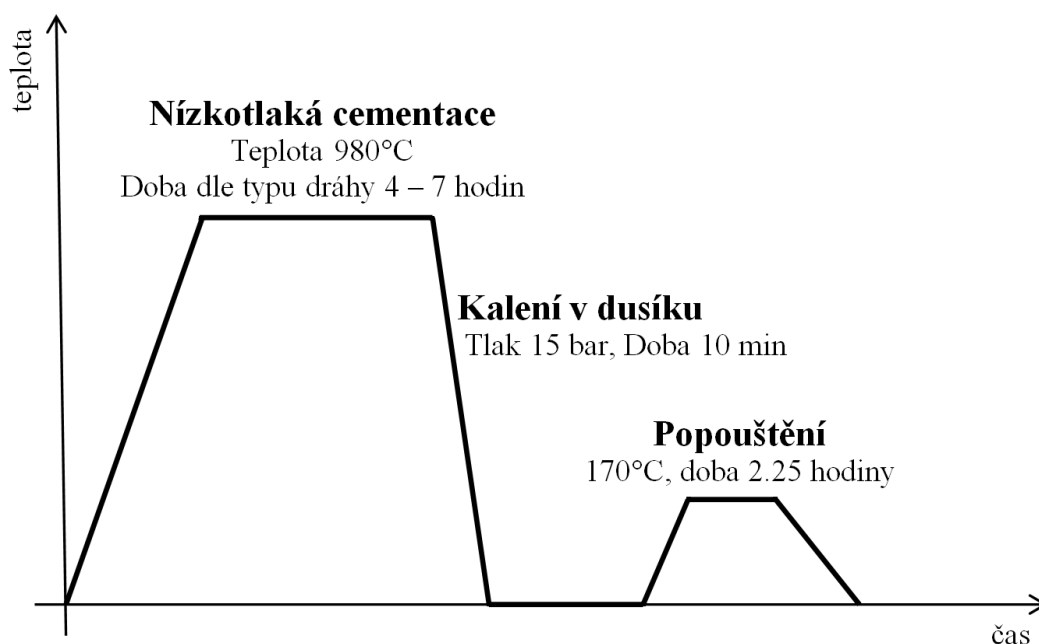 teplota
Nízkotlaká cementace
Teplota 980°C
Doba dle typu dráhy 4 – 7 hodin
Kalení v dusíku
Tlak 15 bar, Doba 10 min
Popouštění
170°C, doba 2.25 hodiny
čas